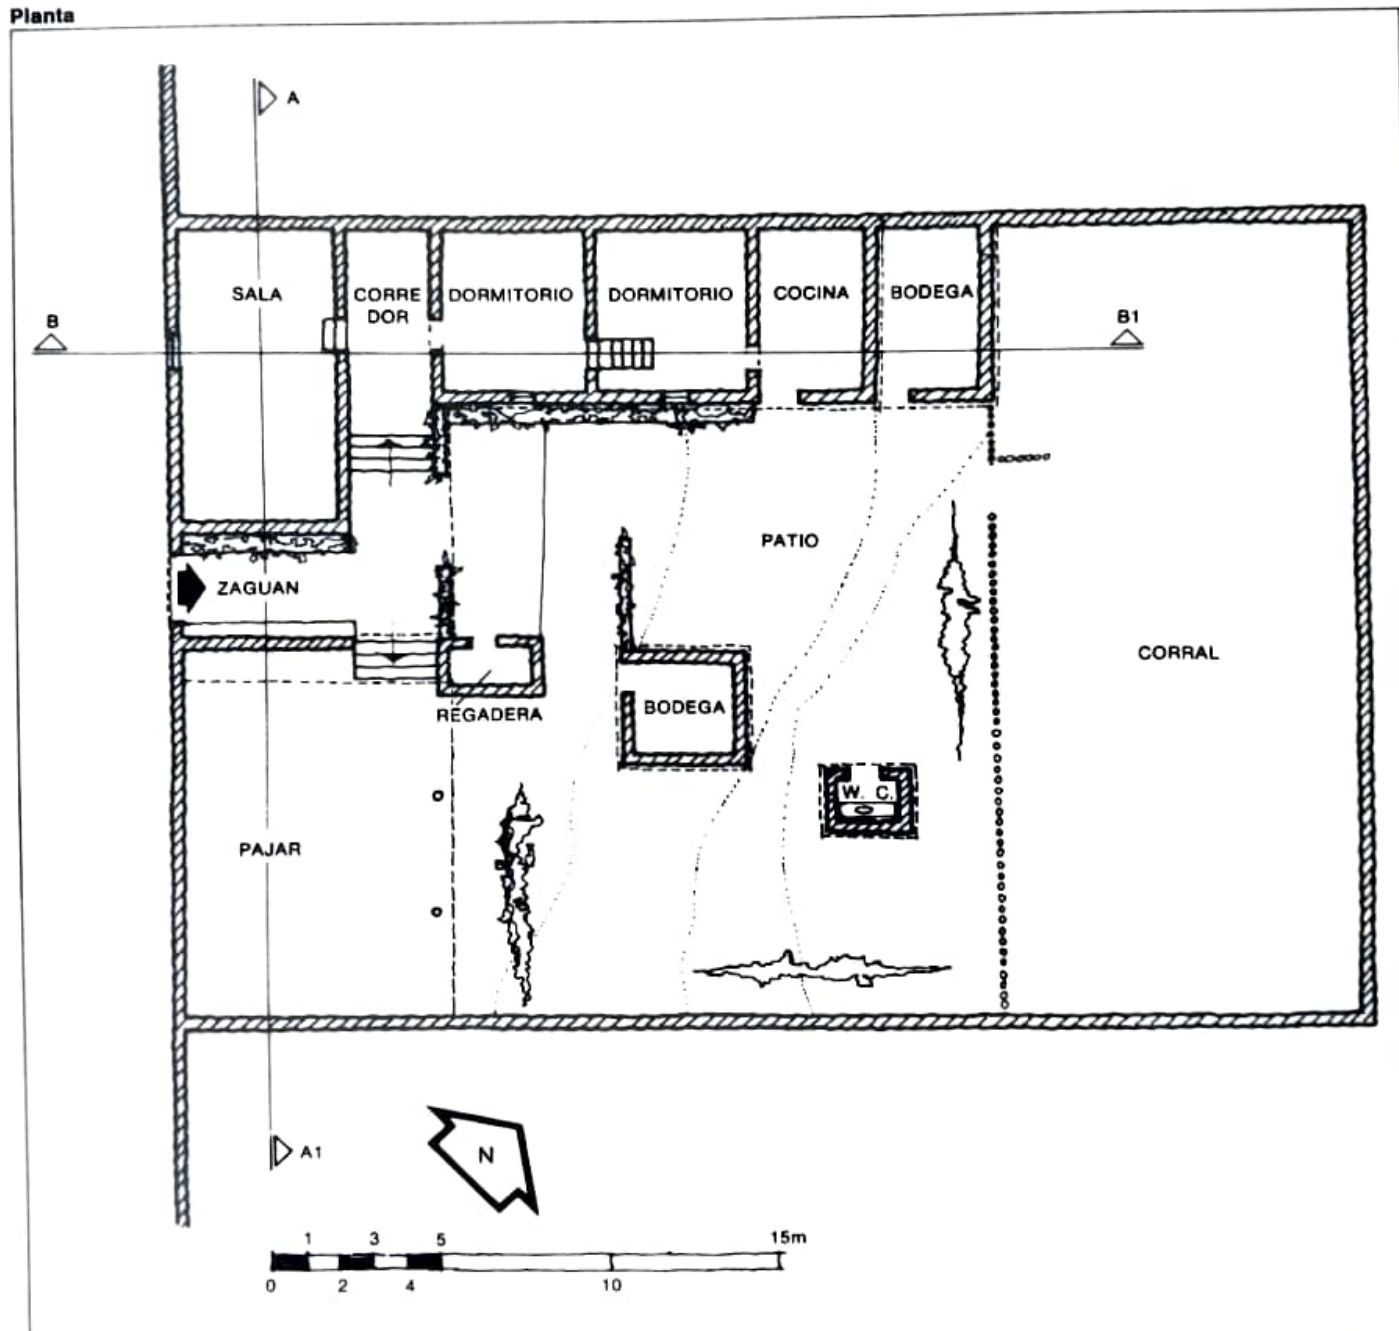 Planta
A
SALA
CORRE
DOR
DORMITORIO
DORMITORIO
COCINA
BODEGA
B
B1
PATIO
ZAGUAN
CORRAL
REGADERA
BODEGA
W. C.
PAJAR
A1
N
1 3 5 15m
0 2 4 10